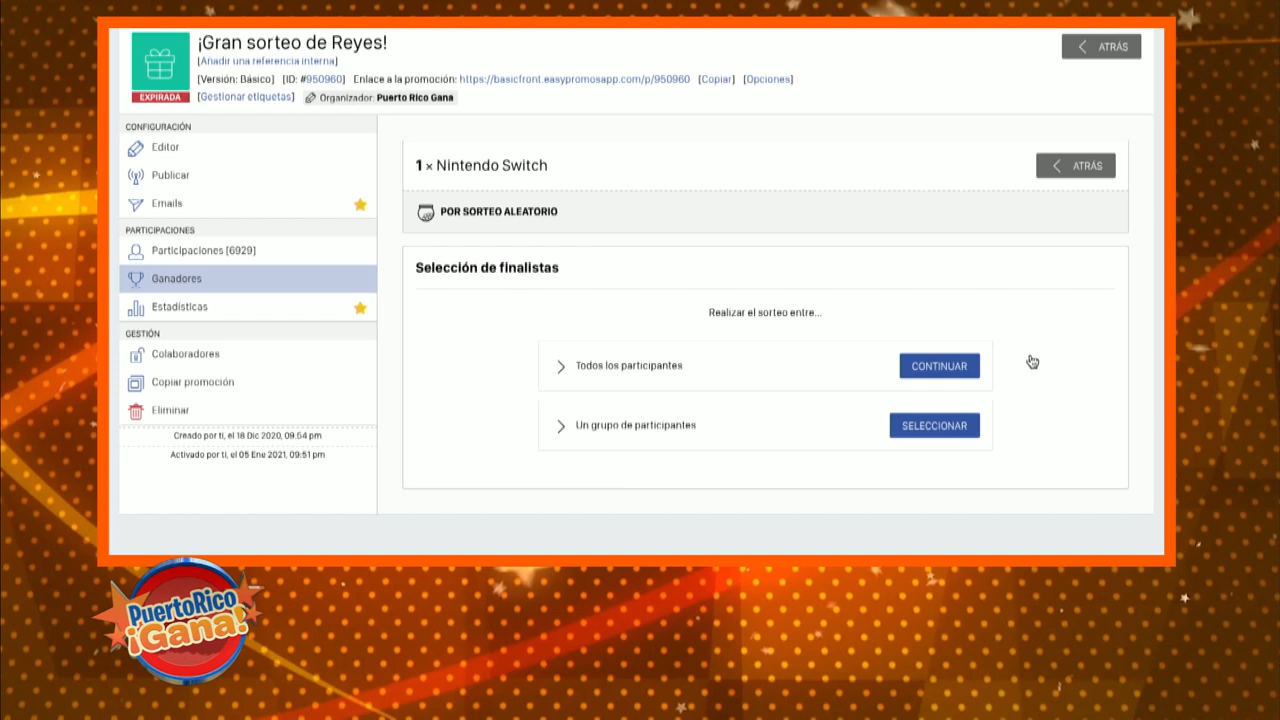 ¡Gran sorteo de Reyes!
[Añadir una referencia interna]
[Versión: Básico] [ID: #950960] Enlace a la promoción: https://basicfront.easypromosapp.com/p/950960 [Copiar] [Opciones]
EXPIRADA
[Gestionar etiquetas] Organizador: Puerto Rico Gana
ATRÁS
CONFIGURACIÓN
Editor
Publicar
Emails
PARTICIPACIONES
Participaciones [6929]
Ganadores
Estadísticas
GESTIÓN
Colaboradores
Copiar promoción
Eliminar
Creado por ti, el 18 Dic 2020, 09:54 pm
Activado por ti, el 05 Ene 2021, 09:51 pm
1 × Nintendo Switch
ATRÁS
POR SORTEO ALEATORIO
Selección de finalistas
Realizar el sorteo entre...
Todos los participantes
CONTINUAR
Un grupo de participantes
SELECCIONAR
PuertoRico
¡Gana!